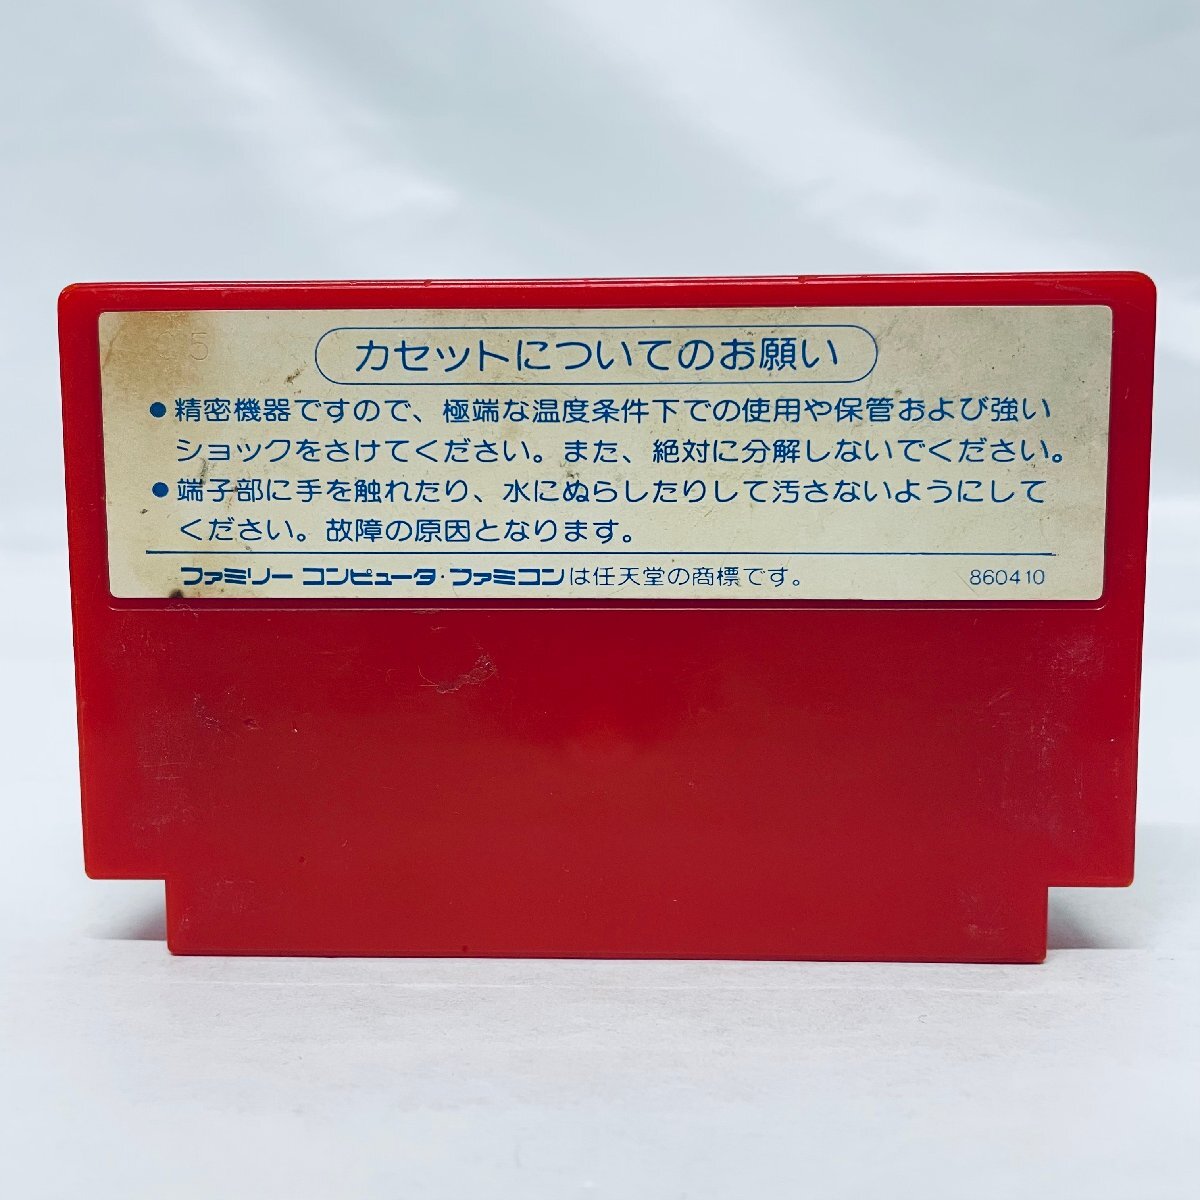 カセットについてのお願い
●精密機器ですので、極端な温度条件下での使用や保管および強い
ショックをさけてください。また、絶対に分解しないでください。
●端子部に手を触れたり、水にぬらしたりして汚さないようにして
ください。故障の原因となります。
ファミリー コンピュータ・ファミコンは任天堂の商標です。 860410